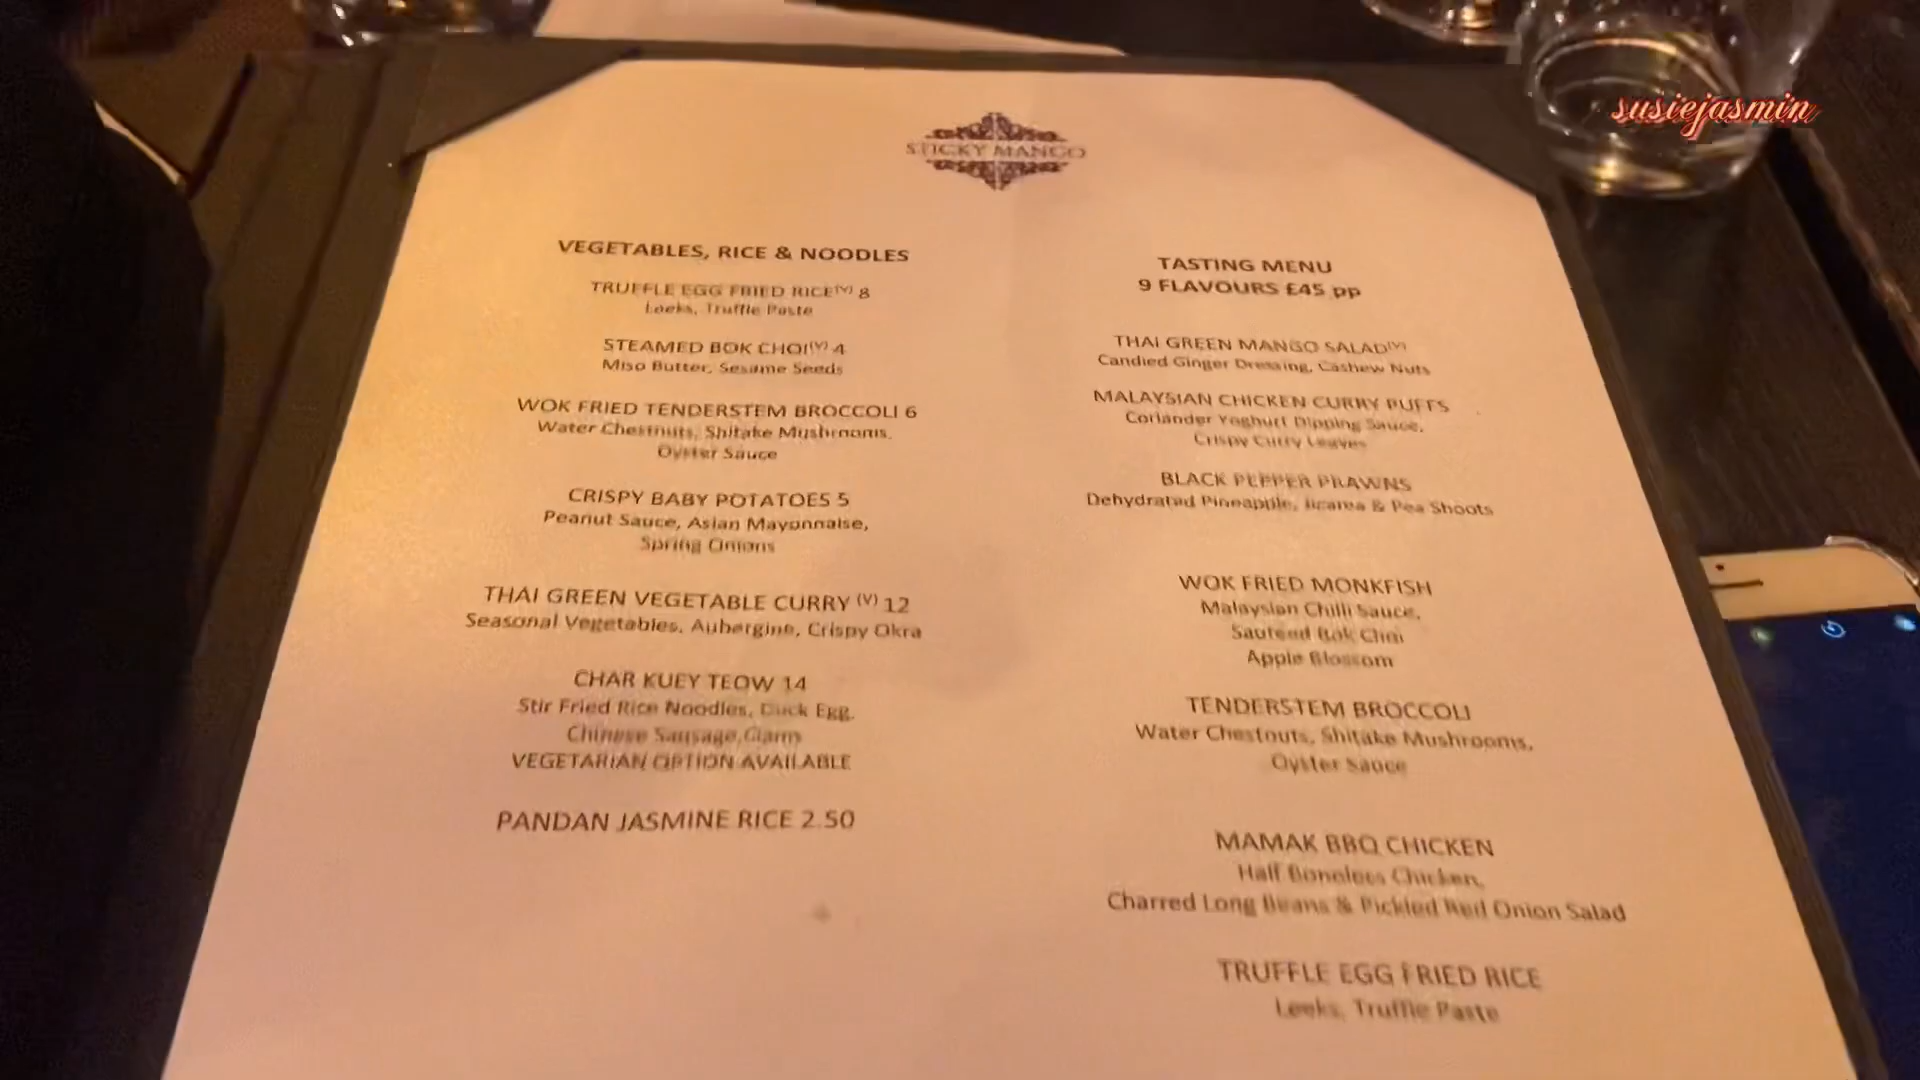 susiejasmin
STICKY MANGO
VEGETABLES, RICE & NOODLES
TRUFFLE EGG FRIED RICE(V) 8
Leeks, Truffle Paste
STEAMED BOK CHOI(V) 4
Miso Butter, Sesame Seeds
WOK FRIED TENDERSTEM BROCCOLI 6
Water Chestnuts, Shitake Mushrooms,
Oyster Sauce
CRISPY BABY POTATOES 5
Peanut Sauce, Asian Mayonnaise,
Spring Onions
THAI GREEN VEGETABLE CURRY (V) 12
Seasonal Vegetables, Aubergine, Crispy Okra
CHAR KUEY TEOW 14
Stir Fried Rice Noodles, Duck Egg,
Chinese Sausage, Clams
VEGETARIAN OPTION AVAILABLE
PANDAN JASMINE RICE 2.50
TASTING MENU
9 FLAVOURS £45 pp
THAI GREEN MANGO SALAD(V)
Candied Ginger Dressing, Cashew Nuts
MALAYSIAN CHICKEN CURRY PUFFS
Coriander Yoghurt Dipping Sauce,
Crispy Curry Leaves
BLACK PEPPER PRAWNS
Dehydrated Pineapple, Jicama & Pea Shoots
WOK FRIED MONKFISH
Malaysian Chilli Sauce,
Sauteed Bok Choi
Apple Blossom
TENDERSTEM BROCCOLI
Water Chestnuts, Shitake Mushrooms,
Oyster Sauce
MAMAK BBQ CHICKEN
Half Boneless Chicken,
Charred Long Beans & Pickled Red Onion Salad
TRUFFLE EGG FRIED RICE
Leeks, Truffle Paste